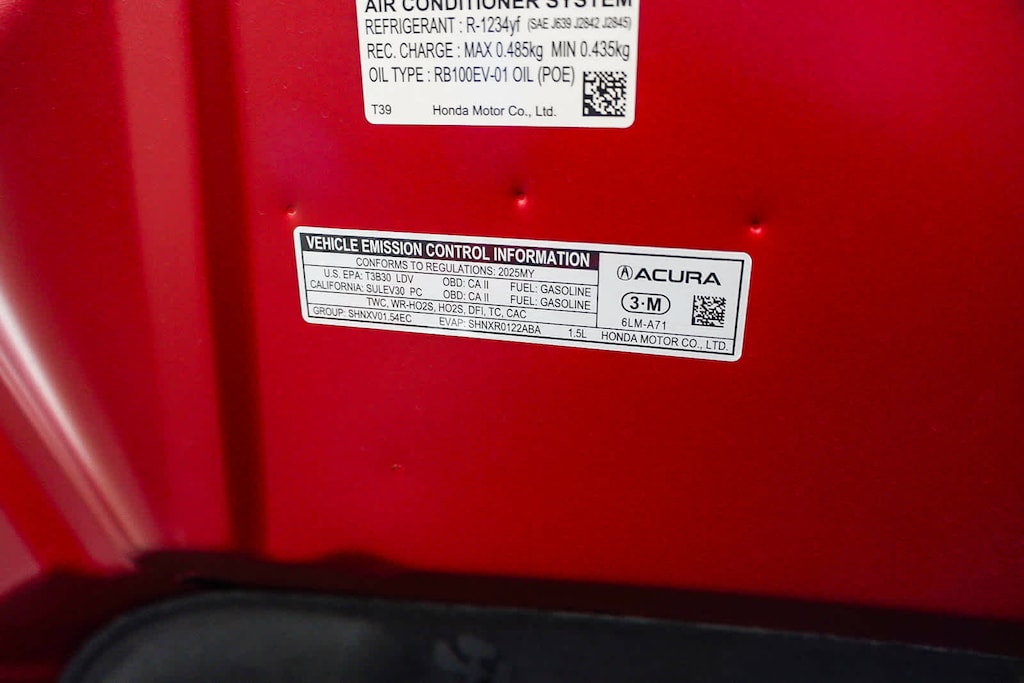 AIR CONDITIONER SYSTEM
REFRIGERANT : R-1234yf (SAE J639 J2842 J2845)
REC. CHARGE : MAX 0.485kg MIN 0.435kg
OIL TYPE : RB100EV-01 OIL (POE)
T39 Honda Motor Co., Ltd.
VEHICLE EMISSION CONTROL INFORMATION
CONFORMS TO REGULATIONS: 2025MY
U.S. EPA: T3B30 LDV OBD: CA II FUEL: GASOLINE
CALIFORNIA: SULEV30 PC OBD: CA II FUEL: GASOLINE
TWC, WR-HO2S, HO2S, DFI, TC, CAC
GROUP: SHNXV01.54EC EVAP: SHNXR0122ABA 1.5L
ACURA
3·M
6LM-A71
HONDA MOTOR CO., LTD.